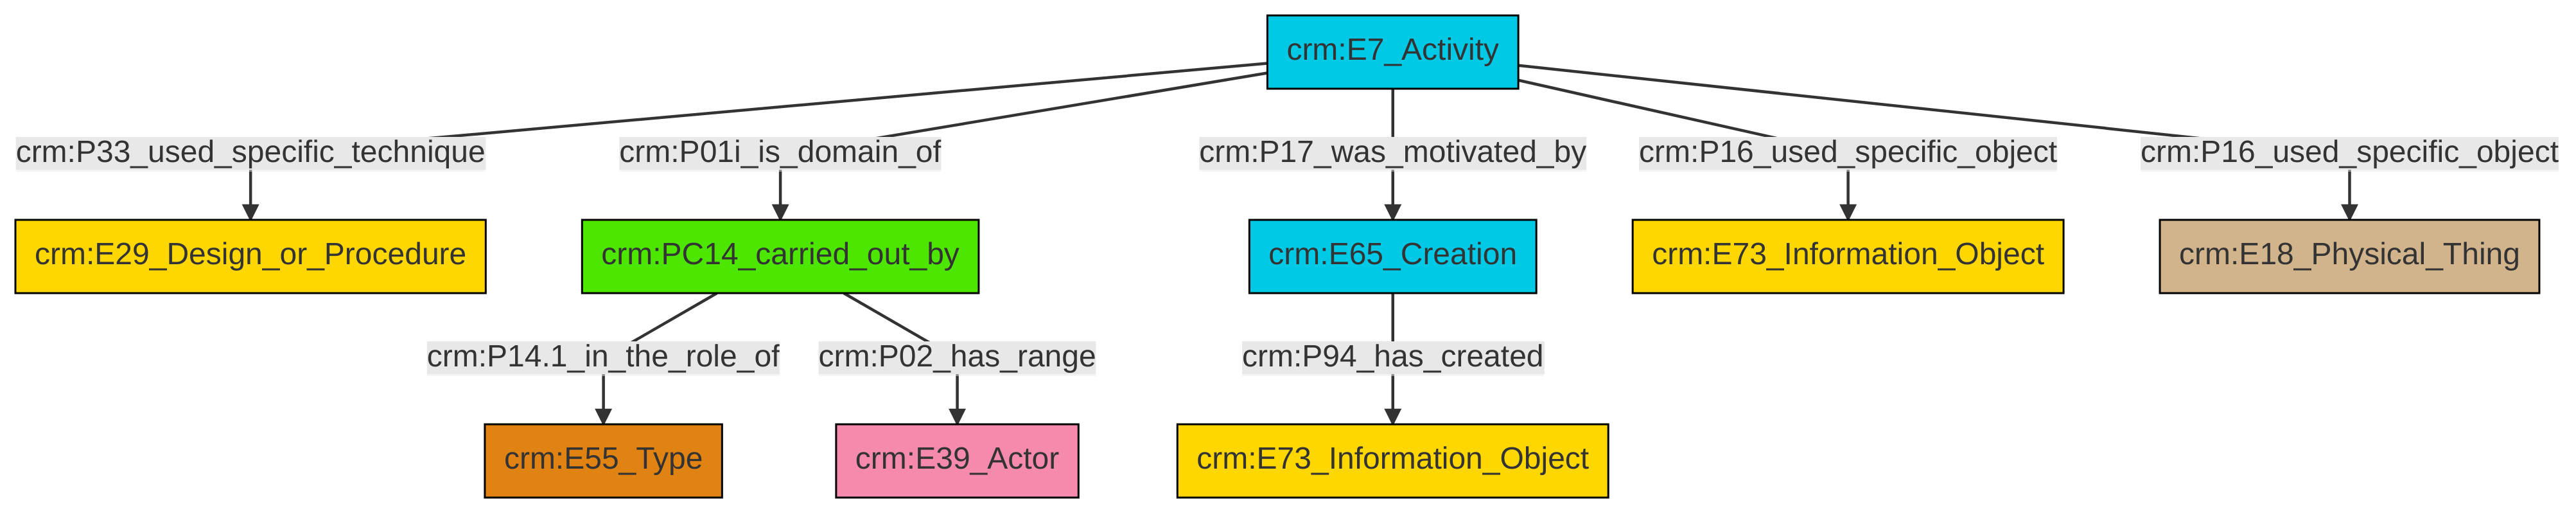 crm:E7_Activity
crm:P33_used_specific_technique
crm:P01i_is_domain_of
crm:P17_was_motivated_by
crm:P16_used_specific_object
crm:P16_used_specific_object
crm:E29_Design_or_Procedure
crm:PC14_carried_out_by
crm:E65_Creation
crm:E73_Information_Object
crm:E18_Physical_Thing
crm:P14.1_in_the_role_of
crm:P02_has_range
crm:P94_has_created
crm:E55_Type
crm:E39_Actor
crm:E73_Information_Object